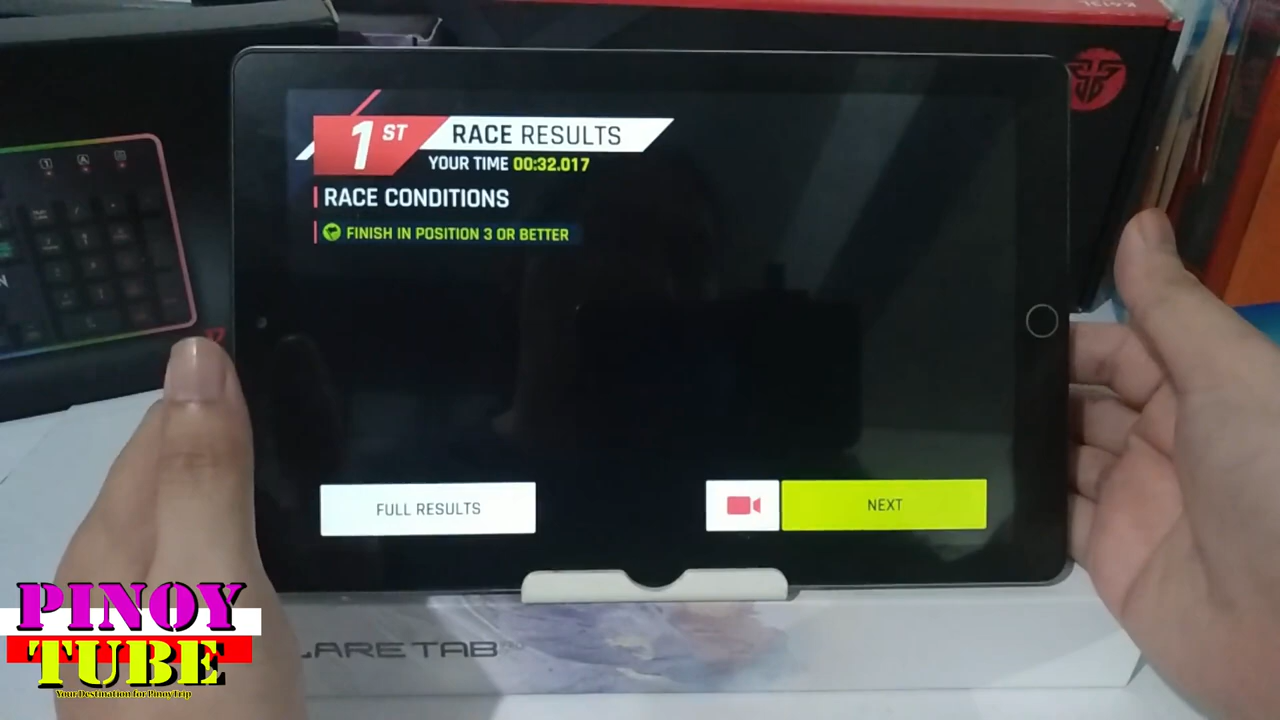 1ST
RACE RESULTS
YOUR TIME 00:32.017
RACE CONDITIONS
FINISH IN POSITION 3 OR BETTER
FULL RESULTS
NEXT
LARE TAB
PINOY
TUBE
Your Destination for PinoyTrip